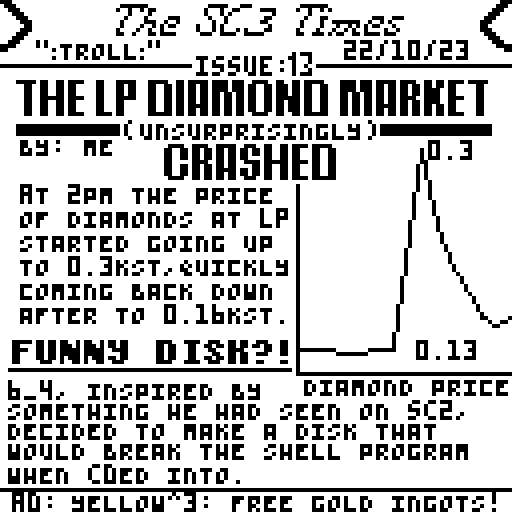 The SC3 Times
":TROLL:"
22/10/23
ISSUE:13
THE LP DIAMOND MARKET
(UNSURPRISINGLY)
CRASHED
BY: ME
0.3
AT 2PM THE PRICE
OF DIAMONDS AT LP
STARTED GOING UP
TO 0.3KST,QUICKLY
COMING BACK DOWN
AFTER TO 0.16KST.
0.13
DIAMOND PRICE
FUNNY DISK?!
6_4, INSPIRED BY
SOMETHING WE HAD SEEN ON SC2,
DECIDED TO MAKE A DISK THAT
WOULD BREAK THE SHELL PROGRAM
WHEN CDED INTO.
AD: YELLOW^3: FREE GOLD INGOTS!